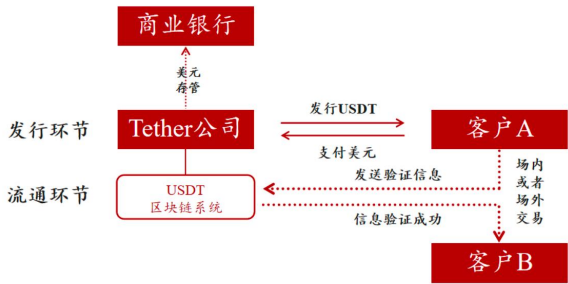 商业银行
美元
存管
发行环节
Tether公司
发行USDT
支付美元
客户A
流通环节
USDT
区块链系统
发送验证信息
信息验证成功
场内
或者
场外
交易
客户B